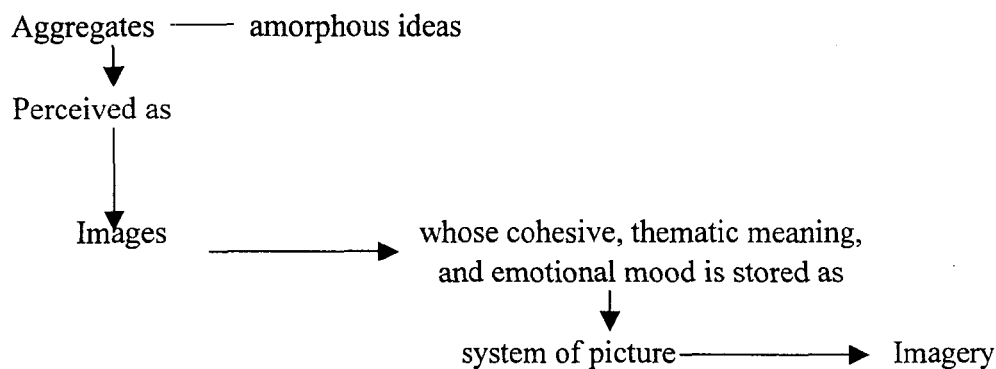 Aggregates amorphous ideas
Perceived as
Images whose cohesive, thematic meaning,
and emotional mood is stored as
system of picture Imagery